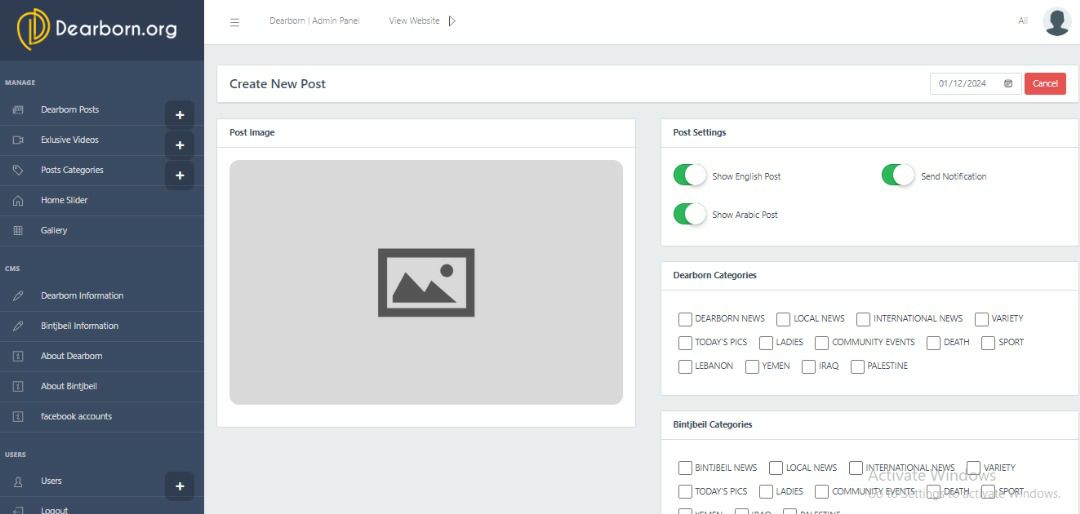 Dearborn.org
Dearborn | Admin Panel
View Website
Ali
MANAGE
Dearborn Posts
+
Exlusive Videos
+
Posts Categories
+
Home Slider
Gallery
CMS
Dearborn Information
Bintjbeil Information
About Dearborn
About Bintjbeil
facebook accounts
USERS
Users
+
Logout
Create New Post
01/12/2024
Cancel
Post Image
Post Settings
Show English Post
Send Notification
Show Arabic Post
Dearborn Categories
DEARBORN NEWS LOCAL NEWS INTERNATIONAL NEWS VARIETY
TODAY'S PICS LADIES COMMUNITY EVENTS DEATH SPORT
LEBANON YEMEN IRAQ PALESTINE
Bintjbeil Categories
BINTJBEIL NEWS LOCAL NEWS INTERNATIONAL NEWS VARIETY
TODAY'S PICS LADIES COMMUNITY EVENTS DEATH SPORT
YEMEN IRAQ PALESTINE
Activate Windows
Go to Settings to activate Windows.